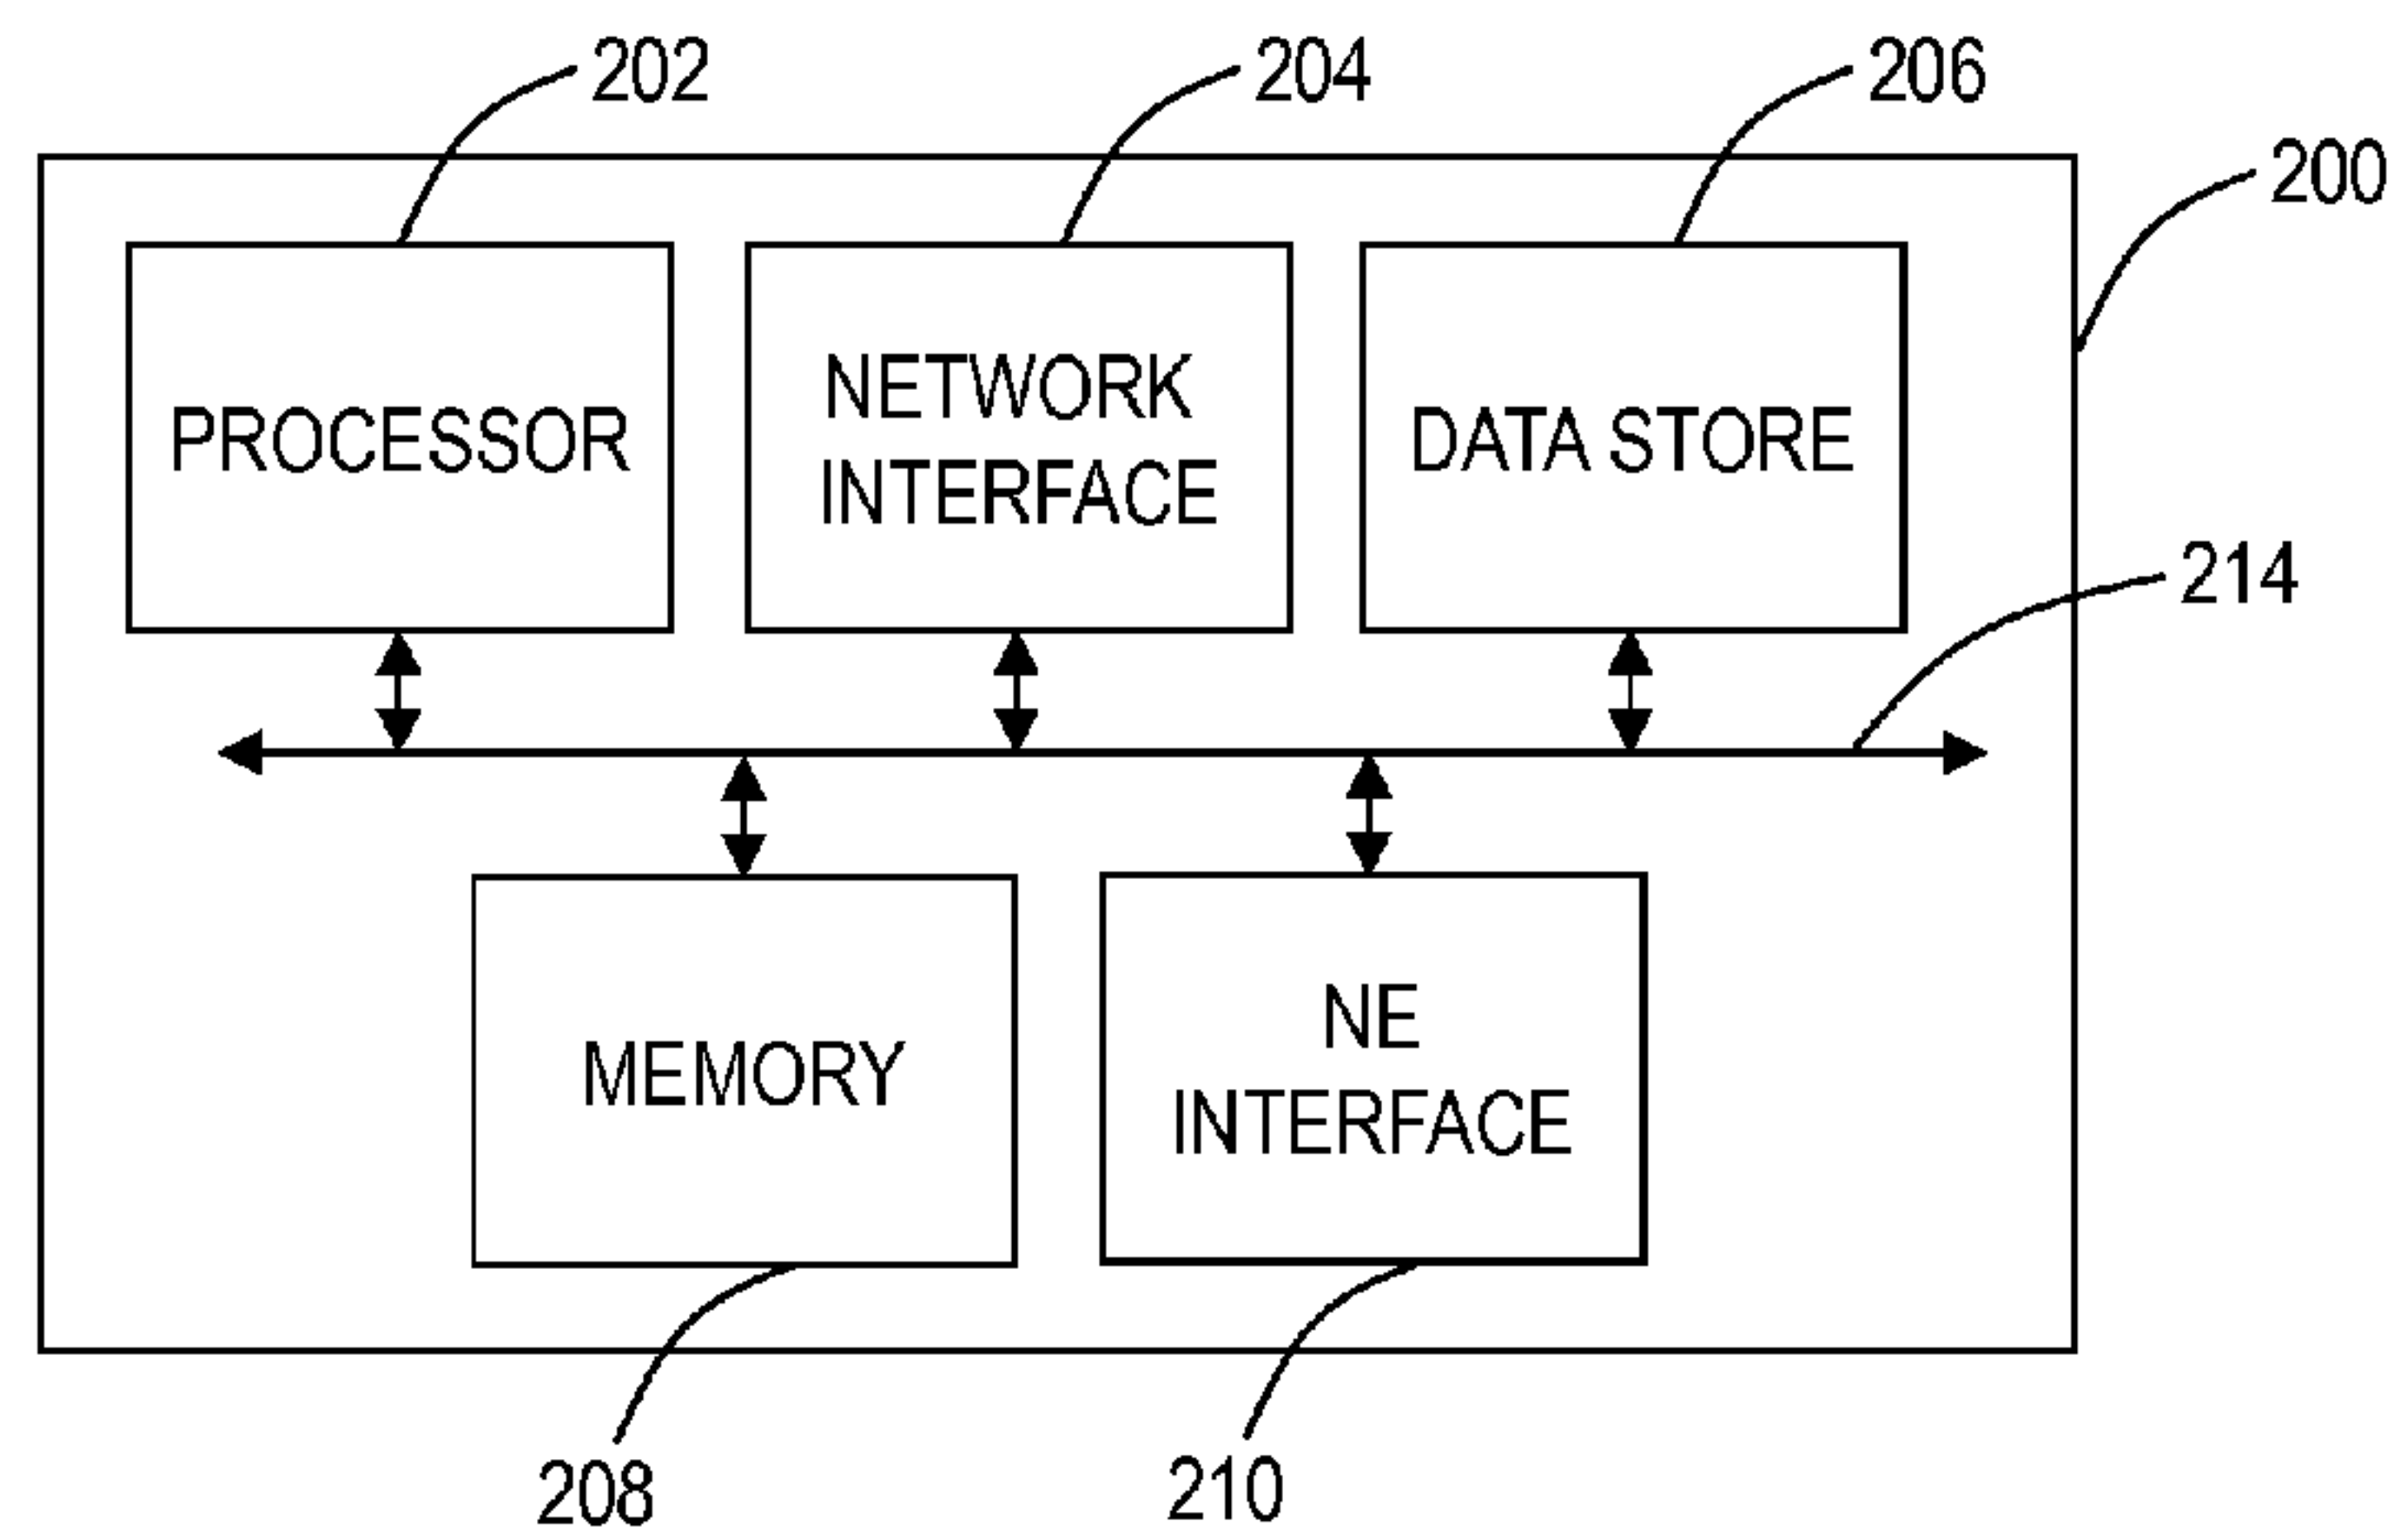 202
204
206
200
PROCESSOR
NETWORK
INTERFACE
DATA STORE
214
MEMORY
NE
INTERFACE
208
210